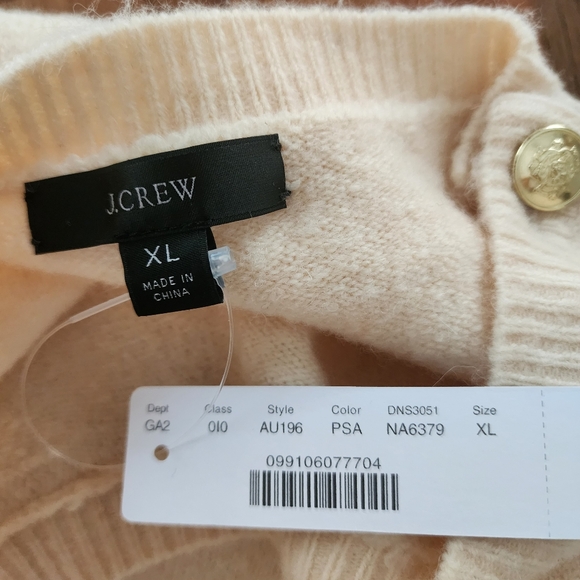 J.CREW
XL
MADE IN
CHINA
Dept Class Style Color DNS3051 Size
GA2 0I0 AU196 PSA NA6379 XL
099106077704